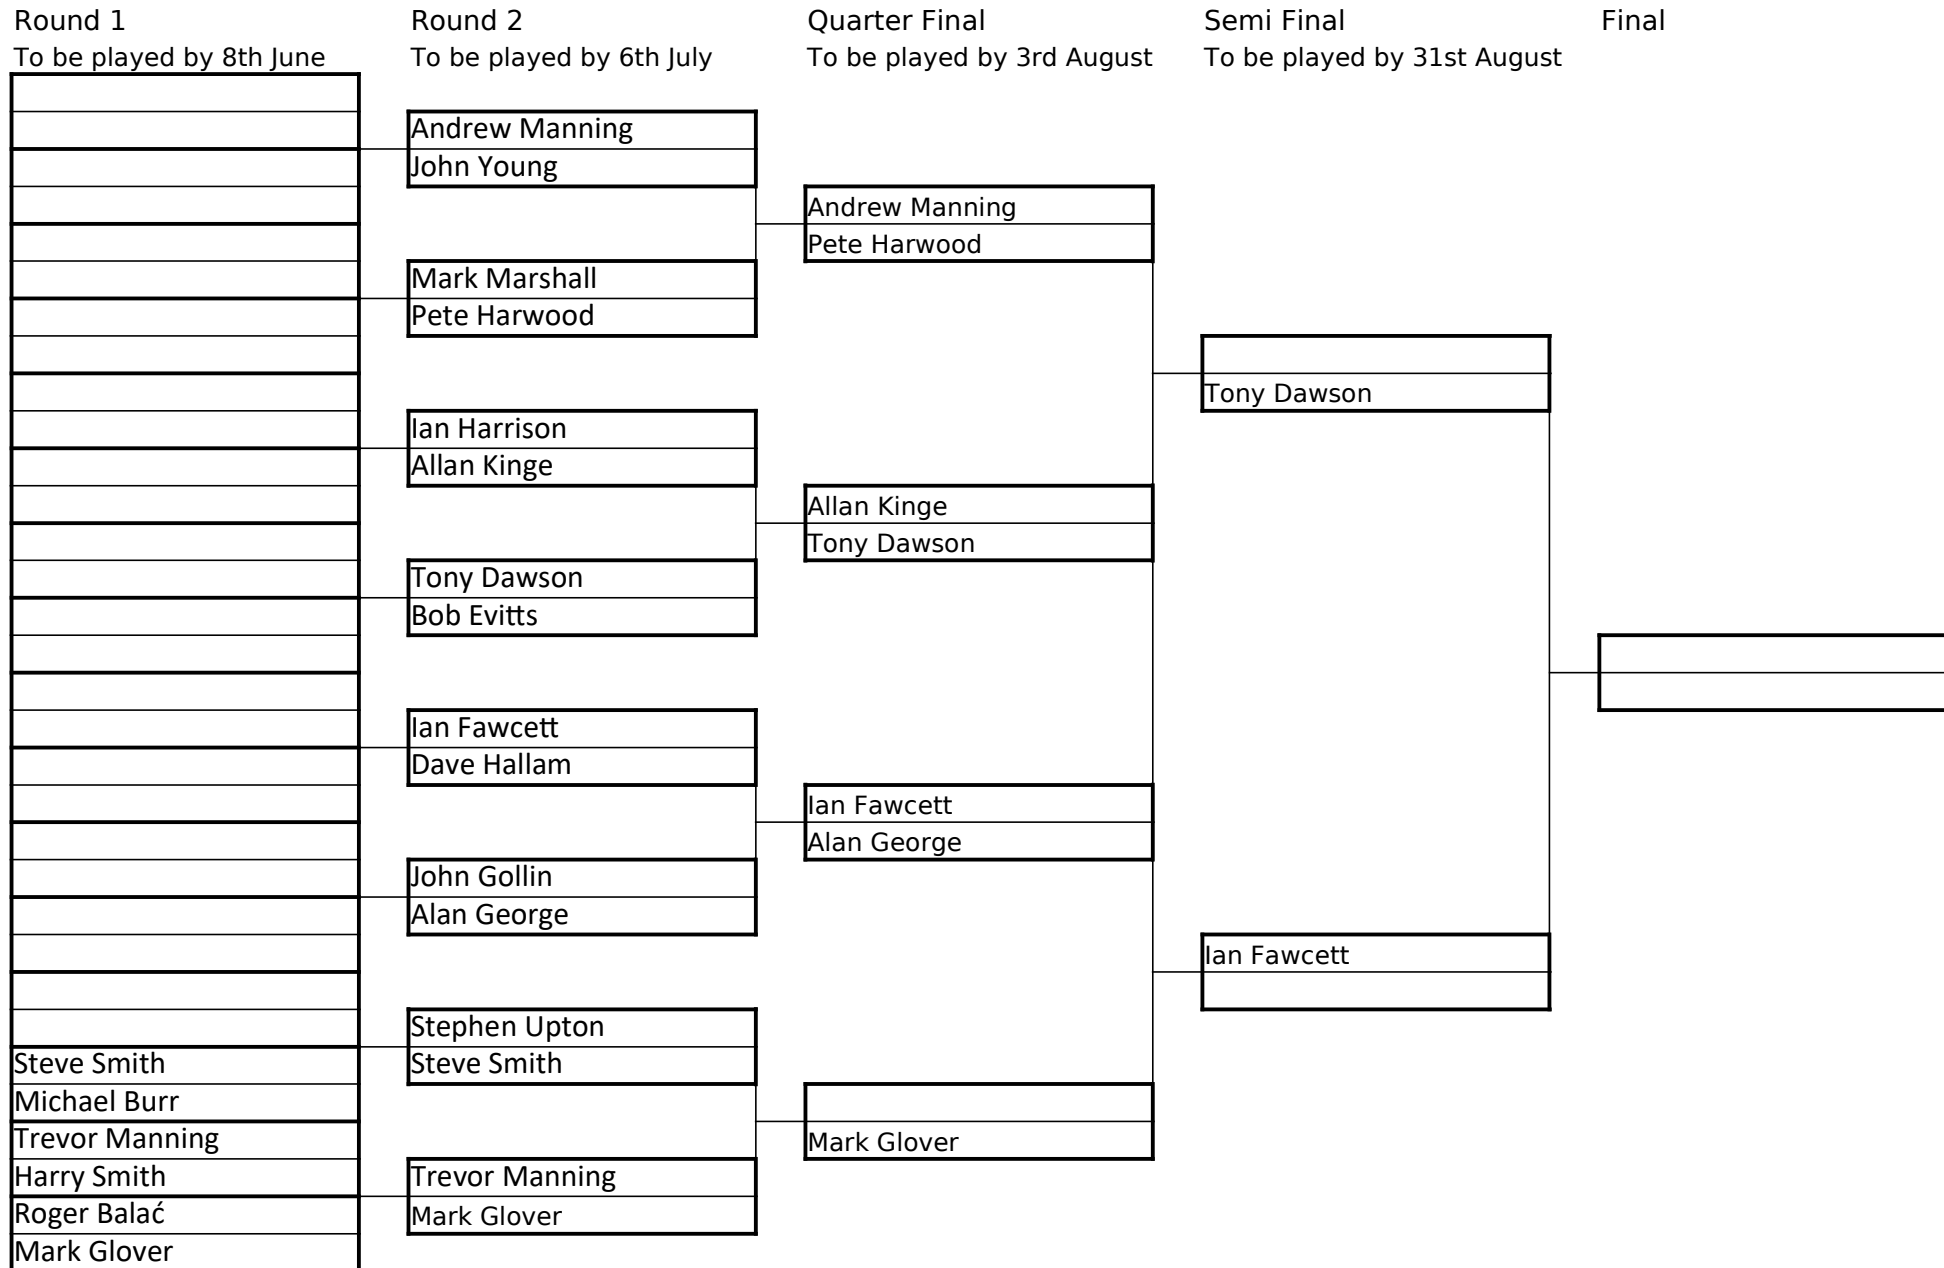 Round 1
To be played by 8th June
Steve Smith
Michael Burr
Trevor Manning
Harry Smith
Roger Balać
Mark Glover
Round 2
To be played by 6th July
Andrew Manning
John Young
Mark Marshall
Pete Harwood
Ian Harrison
Allan Kinge
Tony Dawson
Bob Evitts
Ian Fawcett
Dave Hallam
John Gollin
Alan George
Stephen Upton
Steve Smith
Trevor Manning
Mark Glover
Quarter Final
To be played by 3rd August
Andrew Manning
Pete Harwood
Allan Kinge
Tony Dawson
Ian Fawcett
Alan George
Mark Glover
Semi Final
To be played by 31st August
Tony Dawson
Ian Fawcett
Final